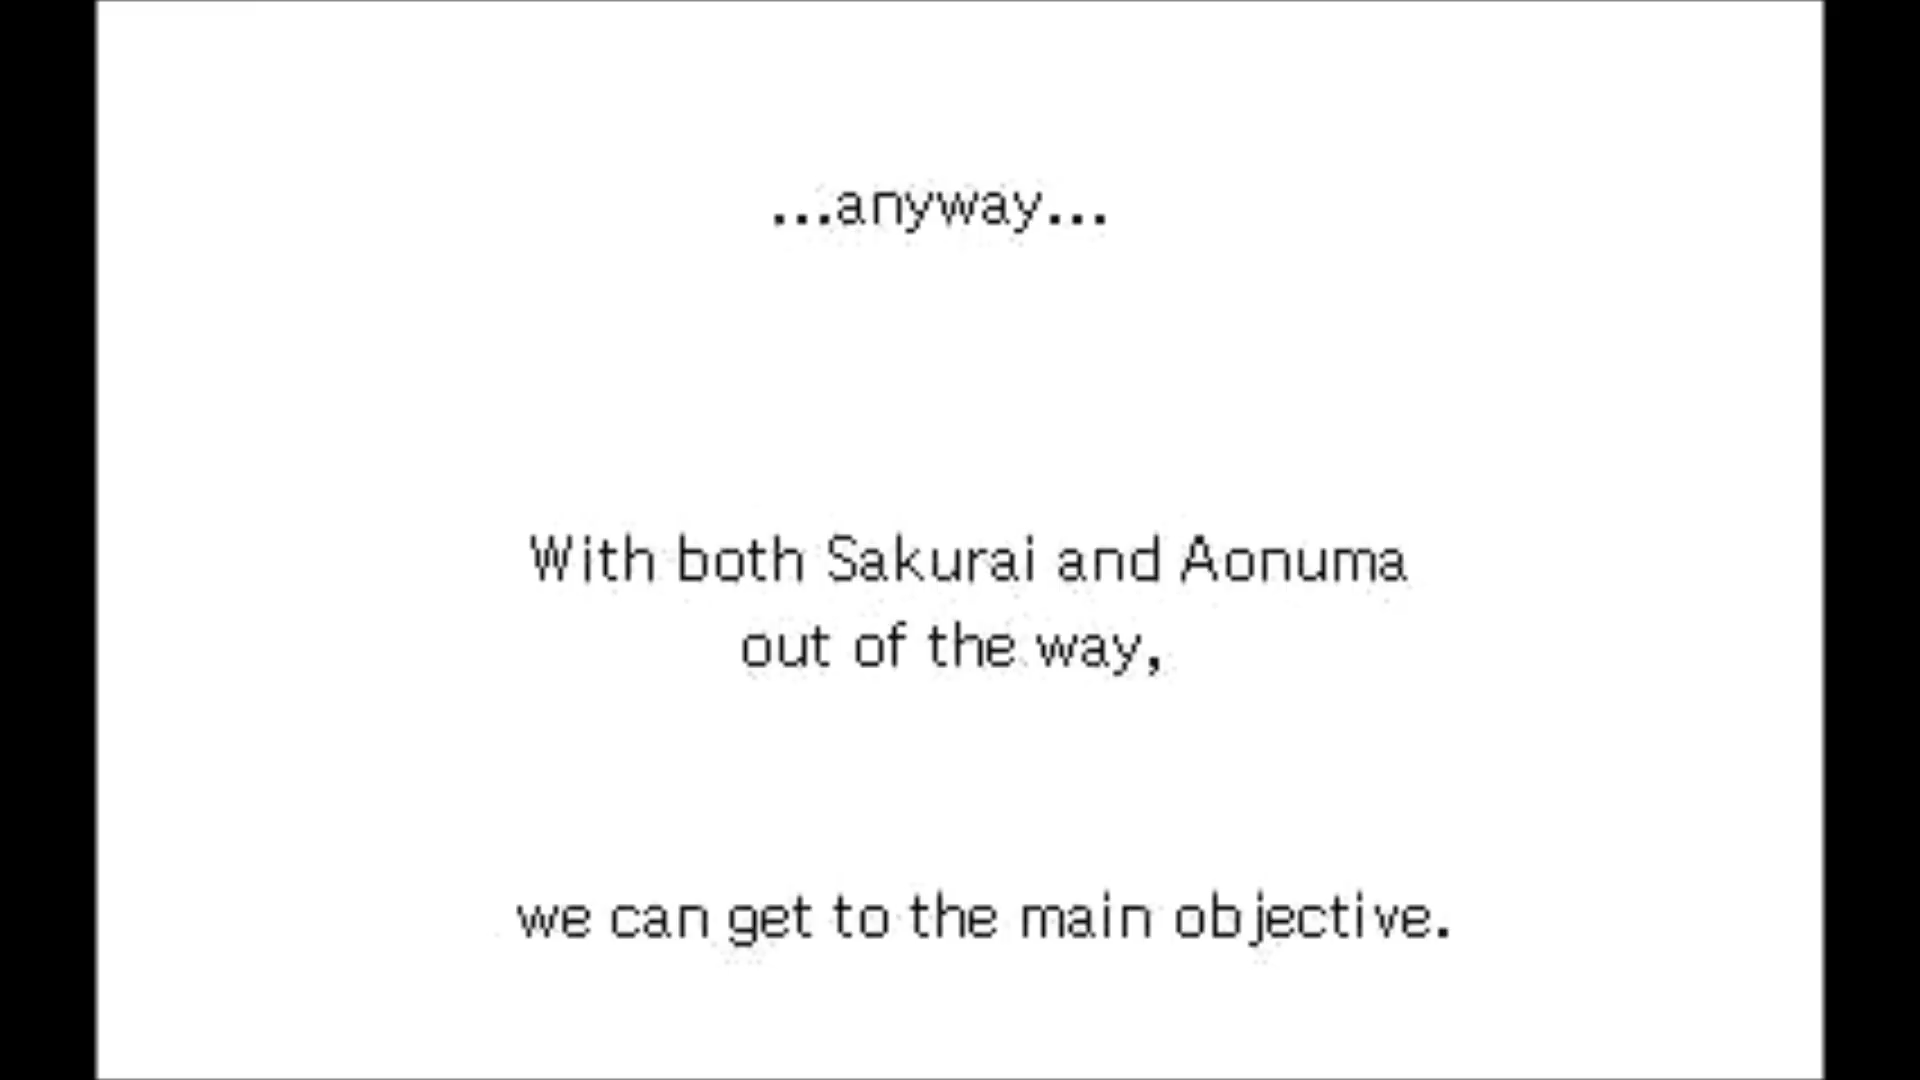 ...anyway...
With both Sakurai and Aonuma
out of the way,
we can get to the main objective.